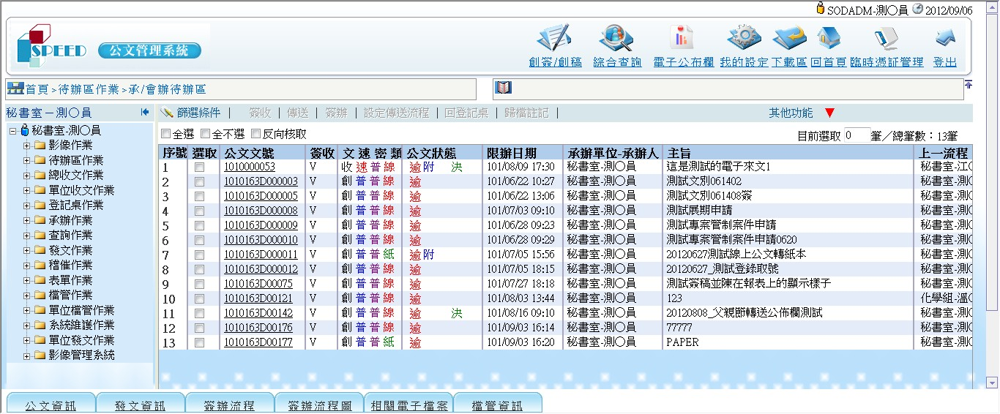 SODADM-測○員 2012/09/06
SPEED 公文管理系統
創簽/創稿 綜合查詢 電子公布欄 我的設定 下載區 回首頁 臨時憑証管理 登出
首頁>待辦區作業>承/會辦待辦區
秘書室－測○員
篩選條件 | 簽收 | 傳送 | 簽辦 | 設定傳送流程 | 回登記桌 | 歸檔註記 | 其他功能
秘書室-測○員
影像作業
待辦區作業
總收文作業
單位收文作業
登記桌作業
承辦作業
查詢作業
發文作業
稽催作業
表單作業
檔管作業
單位檔管作業
系統維護作業
單位發文作業
影像管理系統
全選 全不選 反向核取 目前選取 0 筆／總筆數：13筆
序號 選取 公文文號 簽收 文 速 密 類 公文狀態 限辦日期 承辦單位-承辦人 主旨 上一流程
1 1010000053 V 收 速 普 線 逾 附 決 101/08/09 17:30 秘書室-測○員 這是測試的電子來文1 秘書室-江
2 1010163D000003 V 創 普 普 線 逾 101/06/22 10:27 秘書室-測○員 測試文別061402 秘書室-測
3 1010163D000005 V 創 普 普 線 逾 101/06/22 13:06 秘書室-測○員 測試文別061408簽 秘書室-測
4 1010163D000008 V 創 普 普 線 逾 101/07/03 09:10 秘書室-測○員 測試展期申請 秘書室-測
5 1010163D000009 V 創 普 普 線 逾 101/06/28 09:23 秘書室-測○員 測試專案管制案件申請 秘書室-測
6 1010163D000010 V 創 普 普 線 逾 101/06/28 09:29 秘書室-測○員 測試專案管制案件申請0620 秘書室-測
7 1010163D000011 V 創 普 普 紙 逾 附 101/07/05 15:56 秘書室-測○員 20120627測試線上公文轉紙本 秘書室-測
8 1010163D000012 V 創 普 普 線 逾 101/07/05 18:15 秘書室-測○員 20120627_測試登錄取號 秘書室-測
9 1010163D00075 V 創 普 普 線 逾 101/07/27 18:18 秘書室-測○員 測試簽稿並陳在報表上的顯示樣子 秘書室-測
10 1010163D00121 V 創 普 普 線 逾 101/08/03 13:44 秘書室-測○員 123 化學組-溫
11 1010163D00142 V 創 普 普 線 逾 決 101/08/16 09:10 秘書室-測○員 20120808_父親節轉送公佈欄測試 秘書室-測
12 1010163D00176 V 創 普 普 線 逾 101/09/03 16:14 秘書室-測○員 77777 秘書室-測
13 1010163D00177 V 創 普 普 紙 逾 101/09/03 16:20 秘書室-測○員 PAPER 秘書室-測
公文資訊 發文資訊 簽辦流程 簽辦流程圖 相關電子檔案 檔管資訊